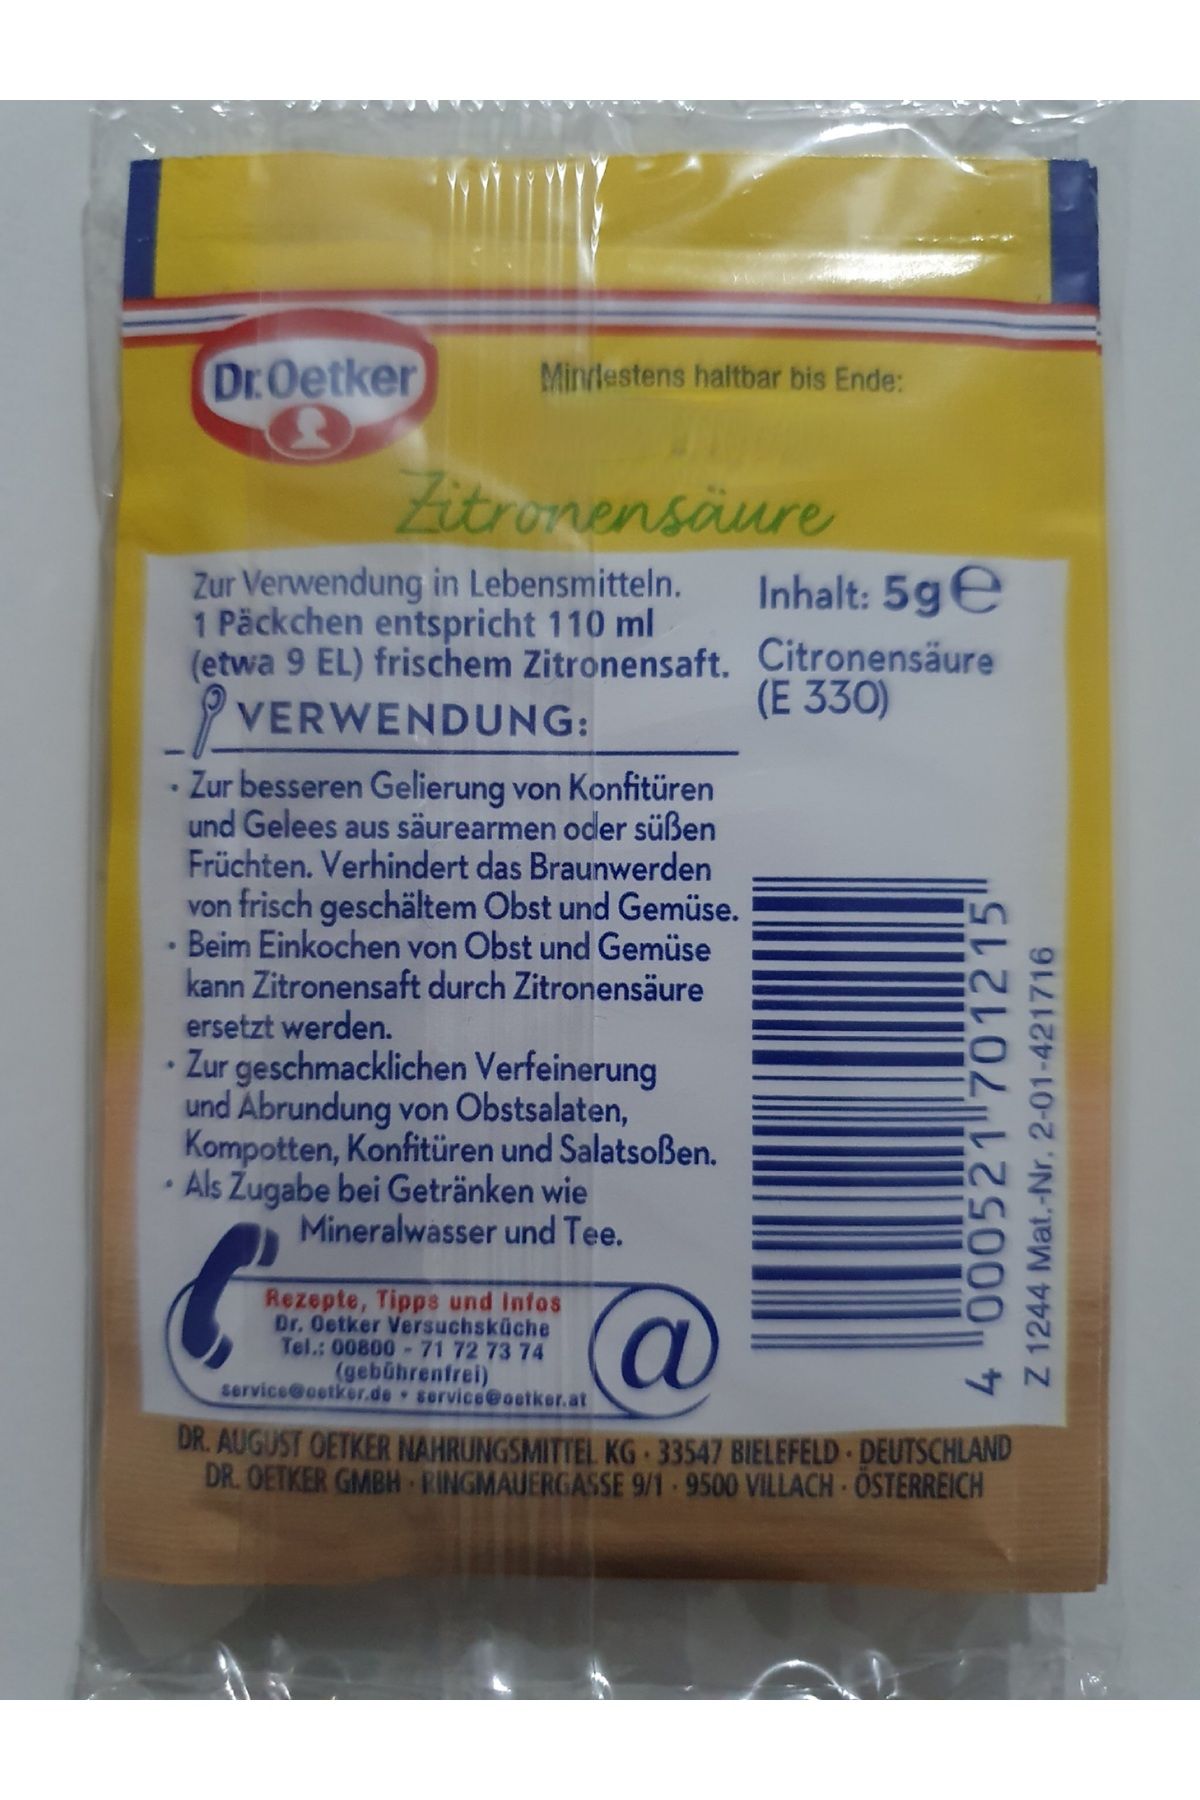 Dr. Oetker
Mindestens haltbar bis Ende:
Zitronensäure
Zur Verwendung in Lebensmitteln.
1 Päckchen entspricht 110 ml
(etwa 9 EL) frischem Zitronensaft.
Inhalt: 5g ℮
Citronensäure
(E 330)
VERWENDUNG:
· Zur besseren Gelierung von Konfitüren
und Gelees aus säurearmen oder süßen
Früchten. Verhindert das Braunwerden
von frisch geschältem Obst und Gemüse.
· Beim Einkochen von Obst und Gemüse
kann Zitronensaft durch Zitronensäure
ersetzt werden.
· Zur geschmacklichen Verfeinerung
und Abrundung von Obstsalaten,
Kompotten, Konfitüren und Salatsoßen.
· Als Zugabe bei Getränken wie
Mineralwasser und Tee.
Rezepte, Tipps und Infos
Dr. Oetker Versuchsküche
Tel.: 00800 - 71 72 73 74
(gebührenfrei)
service@oetker.de • service@oetker.at
@
4 000521 701215
Z 1244 Mat.-Nr. 2-01-421716
DR. AUGUST OETKER NAHRUNGSMITTEL KG · 33547 BIELEFELD · DEUTSCHLAND
DR. OETKER GMBH · RINGMAUERGASSE 9/1 · 9500 VILLACH · ÖSTERREICH